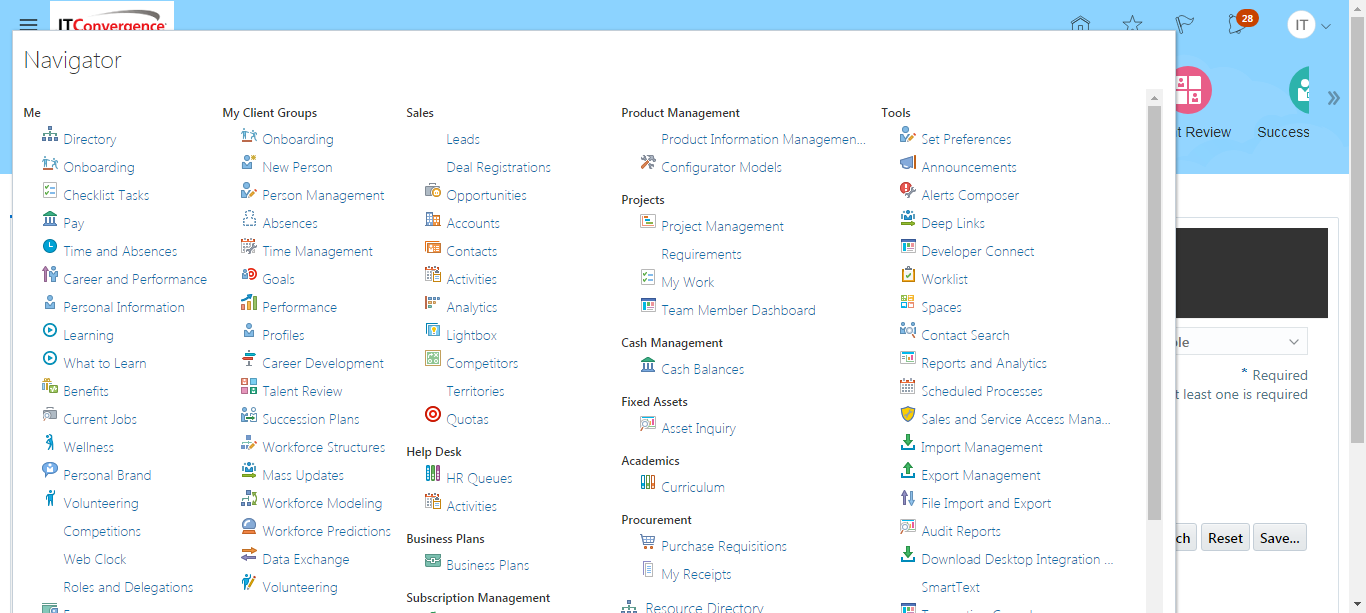 ITConvergence
28
IT
Navigator
Me
Directory
Onboarding
Checklist Tasks
Pay
Time and Absences
Career and Performance
Personal Information
Learning
What to Learn
Benefits
Current Jobs
Wellness
Personal Brand
Volunteering
Competitions
Web Clock
Roles and Delegations
My Client Groups
Onboarding
New Person
Person Management
Absences
Time Management
Goals
Performance
Profiles
Career Development
Talent Review
Succession Plans
Workforce Structures
Mass Updates
Workforce Modeling
Workforce Predictions
Data Exchange
Volunteering
Sales
Leads
Deal Registrations
Opportunities
Accounts
Contacts
Activities
Analytics
Lightbox
Competitors
Territories
Quotas
Help Desk
HR Queues
Activities
Business Plans
Business Plans
Subscription Management
Product Management
Product Information Managemen...
Configurator Models
Projects
Project Management
Requirements
My Work
Team Member Dashboard
Cash Management
Cash Balances
Fixed Assets
Asset Inquiry
Academics
Curriculum
Procurement
Purchase Requisitions
My Receipts
Resource Directory
Tools
Set Preferences
Announcements
Alerts Composer
Deep Links
Developer Connect
Worklist
Spaces
Contact Search
Reports and Analytics
Scheduled Processes
Sales and Service Access Mana...
Import Management
Export Management
File Import and Export
Audit Reports
Download Desktop Integration ...
SmartText
t Review
Success
ple
* Required
t least one is required
ch
Reset
Save...